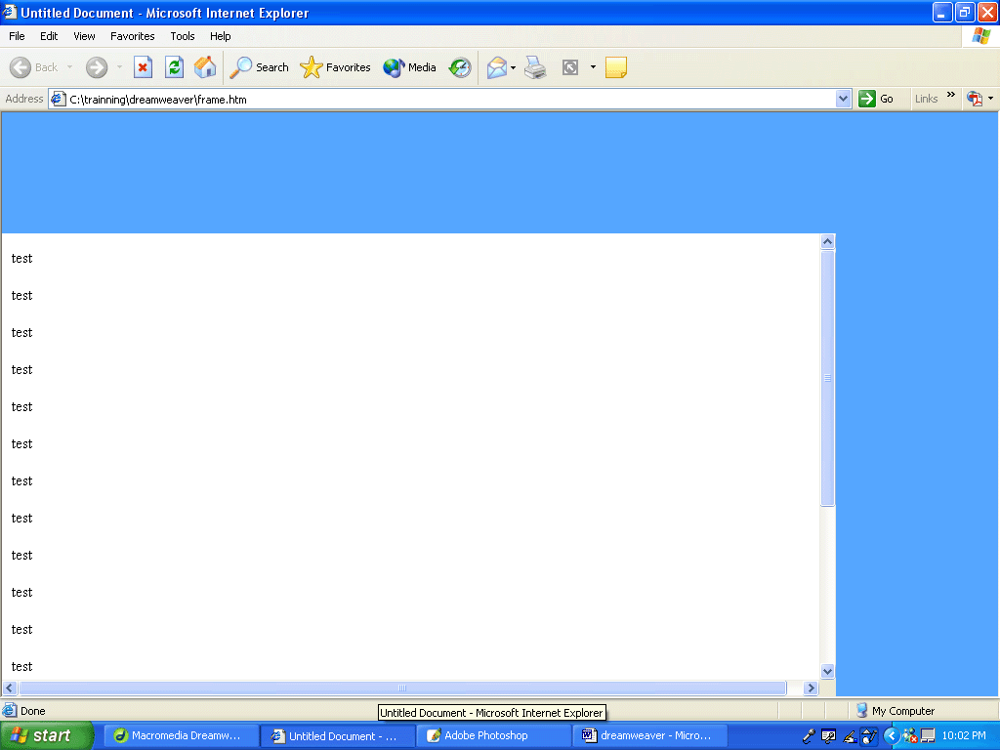 Untitled Document - Microsoft Internet Explorer
File Edit View Favorites Tools Help
Back Search Favorites Media
Address C:\trainning\dreamweaver\frame.htm Go Links »
test
test
test
test
test
test
test
test
test
test
test
test
Done My Computer
Untitled Document - Microsoft Internet Explorer
start Macromedia Dreamw... Untitled Document - ... Adobe Photoshop dreamweaver - Micro... 10:02 PM